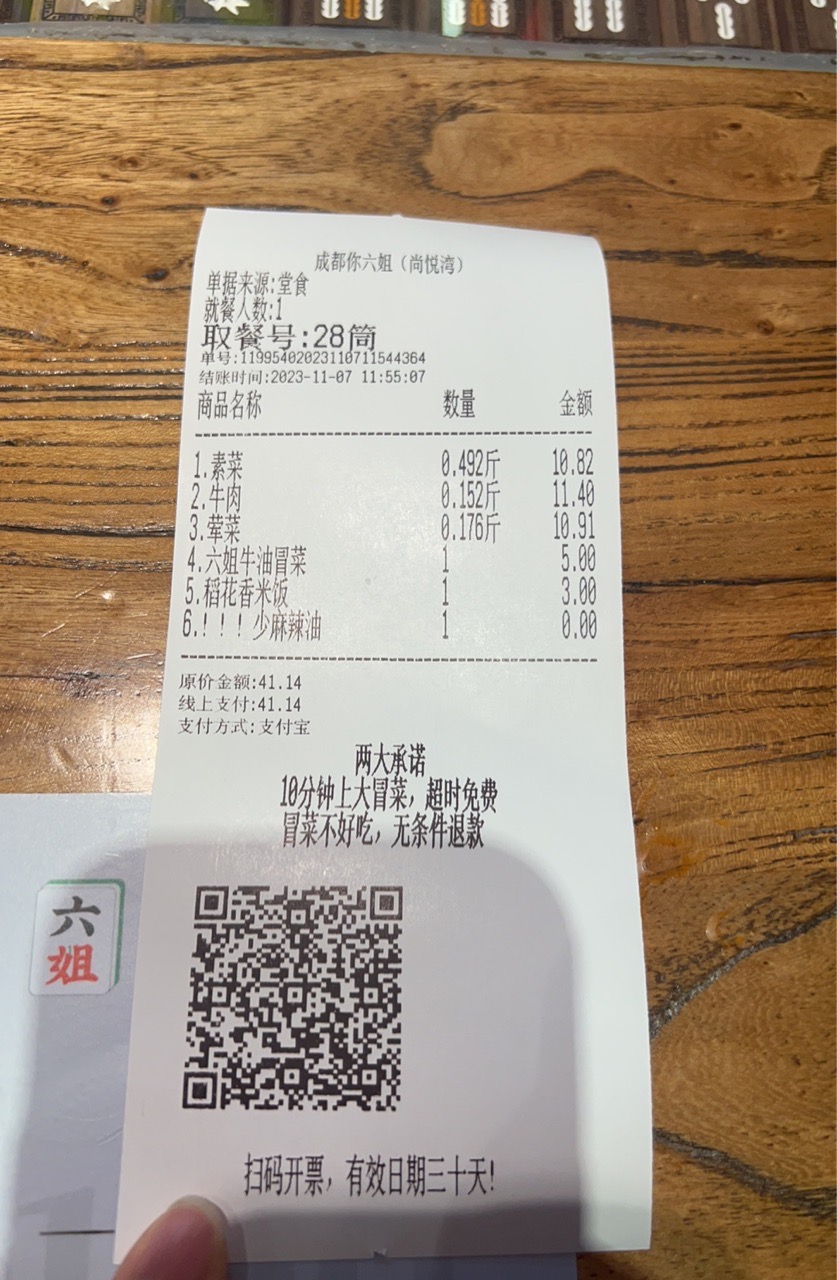 成都你六姐（尚悦湾）
单据来源:堂食
就餐人数:1
取餐号:28筒
单号:11995402023110711544364
结账时间:2023-11-07 11:55:07
商品名称 数量 金额
1.素菜 0.492斤 10.82
2.牛肉 0.152斤 11.40
3.荤菜 0.176斤 10.91
4.六姐牛油冒菜 1 5.00
5.稻花香米饭 1 3.00
6.！！！少麻辣油 1 0.00
原价金额:41.14
线上支付:41.14
支付方式:支付宝
两大承诺
10分钟上大冒菜，超时免费
冒菜不好吃，无条件退款
六
姐
扫码开票，有效日期三十天!